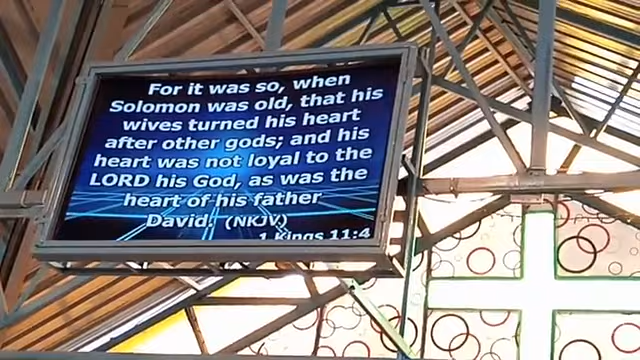 For it was so, when
Solomon was old, that his
wives turned his heart
after other gods; and his
heart was not loyal to the
LORD his God, as was the
heart of his father
David. (NKJV)
1 Kings 11:4